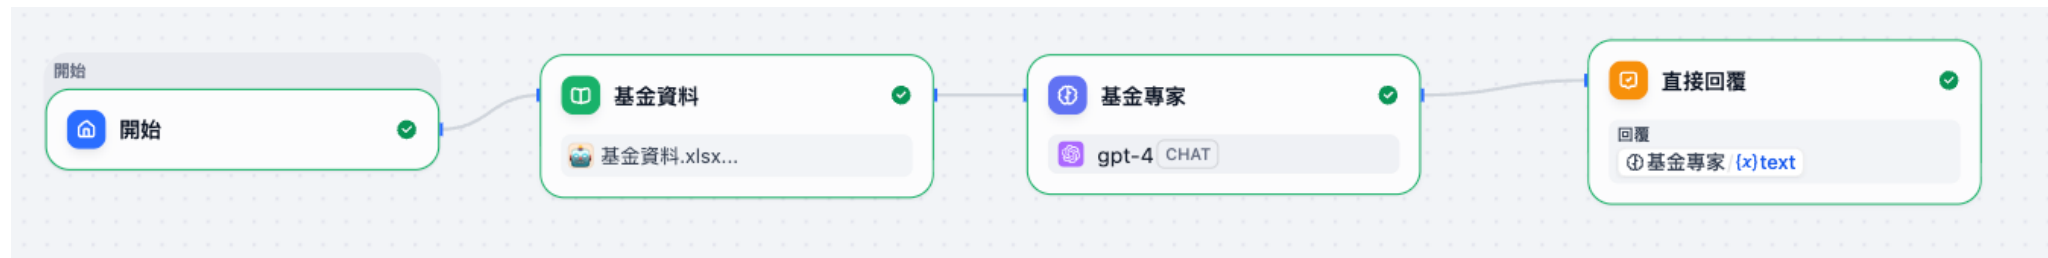 開始
開始
基金資料
基金資料.xlsx...
基金專家
gpt-4 CHAT
直接回覆
回覆
基金專家 / {x} text